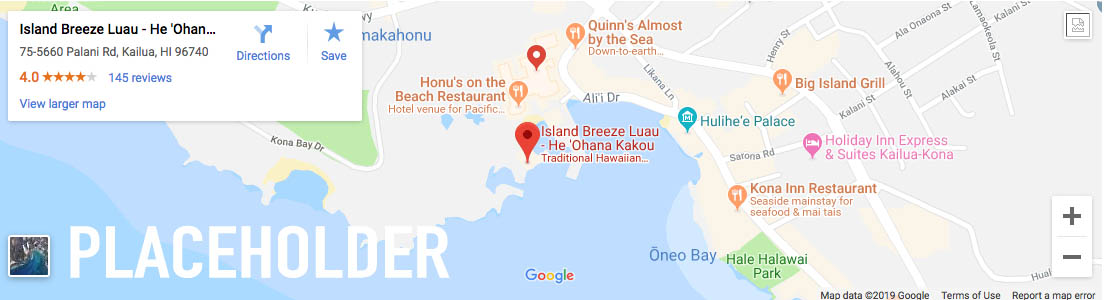 Island Breeze Luau - He 'Ohan...
75-5660 Palani Rd, Kailua, HI 96740
4.0
145 reviews
View larger map
Directions
Save
Area
makahonu
Quinn's Almost
by the Sea
Down-to-earth...
Honu's on the
Beach Restaurant
Hotel venue for Pacific...
Ali'i Dr
Likana Ln
Henry St
Ala Onaona St
Lamaokeola St
Alahou St
Alakai St
Kalani St
Big Island Grill
Hulihe'e Palace
Island Breeze Luau
- He 'Ohana Kakou
Traditional Hawaiian...
Kona Bay Dr
Sarona Rd
Holiday Inn Express
& Suites Kailua-Kona
Kona Inn Restaurant
Seaside mainstay for
seafood & mai tais
Ōneo Bay
Hale Halawai
Park
Hual
PLACEHOLDER
Google
+
−
Map data ©2019 Google
Terms of Use
Report a map error